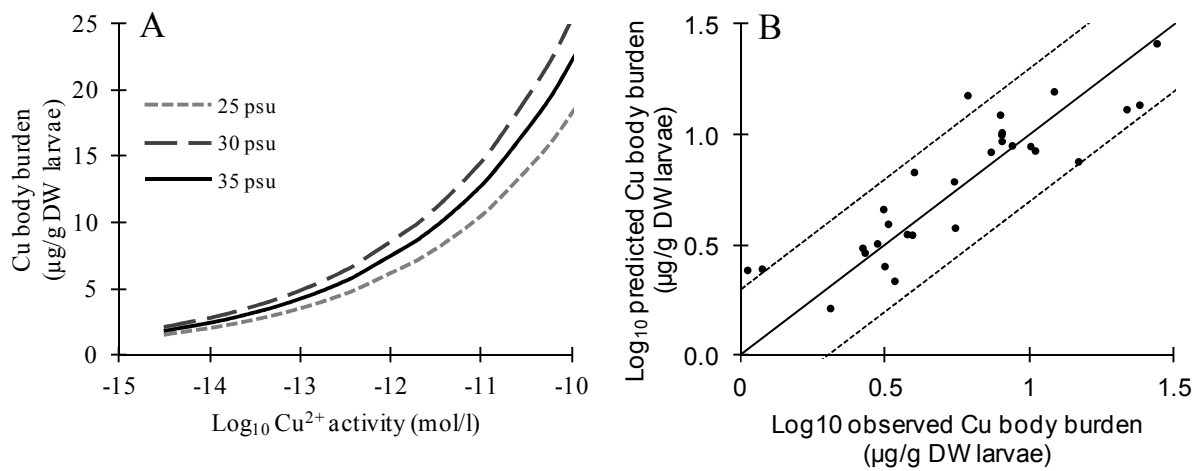 A
Cu body burden
(µg/g DW larvae)
25
20
15
10
5
0
25 psu
30 psu
35 psu
-15 -14 -13 -12 -11 -10
Log10 Cu2+ activity (mol/l)
B
Log10 predicted Cu body burden
(µg/g DW larvae)
1.5
1.0
0.5
0.0
0 0.5 1 1.5
Log10 observed Cu body burden
(µg/g DW larvae)